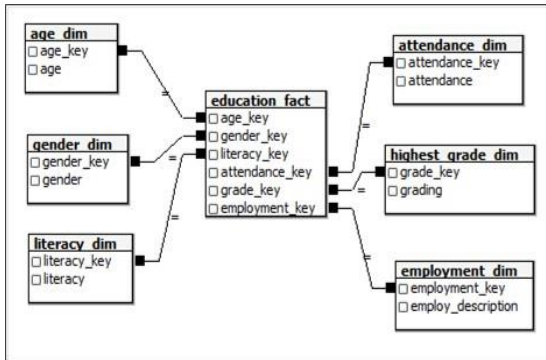 age_dim
age_key
age
gender_dim
gender_key
gender
literacy_dim
literacy_key
literacy
education_fact
age_key
gender_key
literacy_key
attendance_key
grade_key
employment_key
attendance_dim
attendance_key
attendance
highest_grade_dim
grade_key
grading
employment_dim
employment_key
employ_description
=
=
=
=
=
=